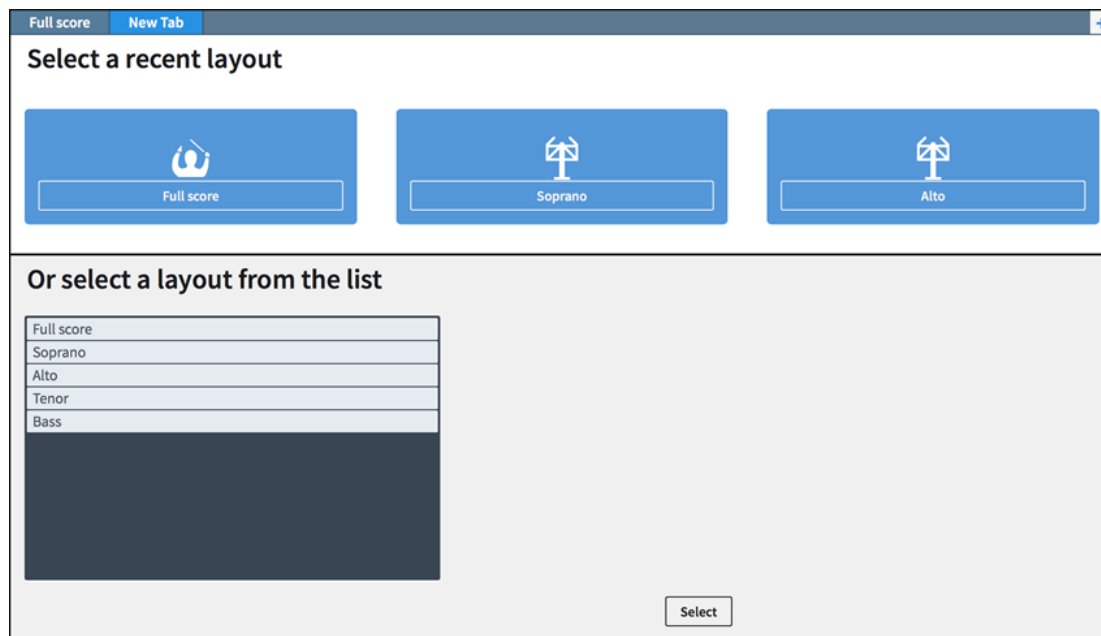 Full score New Tab +
Select a recent layout
Full score Soprano Alto
Or select a layout from the list
Full score
Soprano
Alto
Tenor
Bass
Select